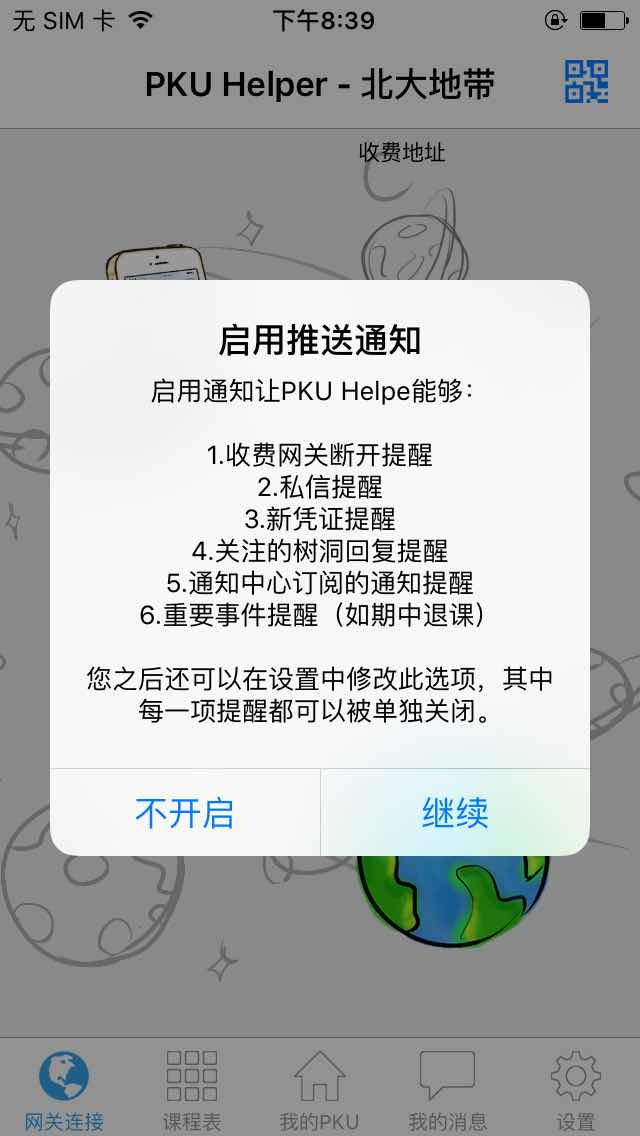 无 SIM 卡 下午8:39
PKU Helper - 北大地带
收费地址
启用推送通知
启用通知让PKU Helpe能够：
1.收费网关断开提醒
2.私信提醒
3.新凭证提醒
4.关注的树洞回复提醒
5.通知中心订阅的通知提醒
6.重要事件提醒（如期中退课）
您之后还可以在设置中修改此选项，其中
每一项提醒都可以被单独关闭。
不开启 继续
网关连接 课程表 我的PKU 我的消息 设置